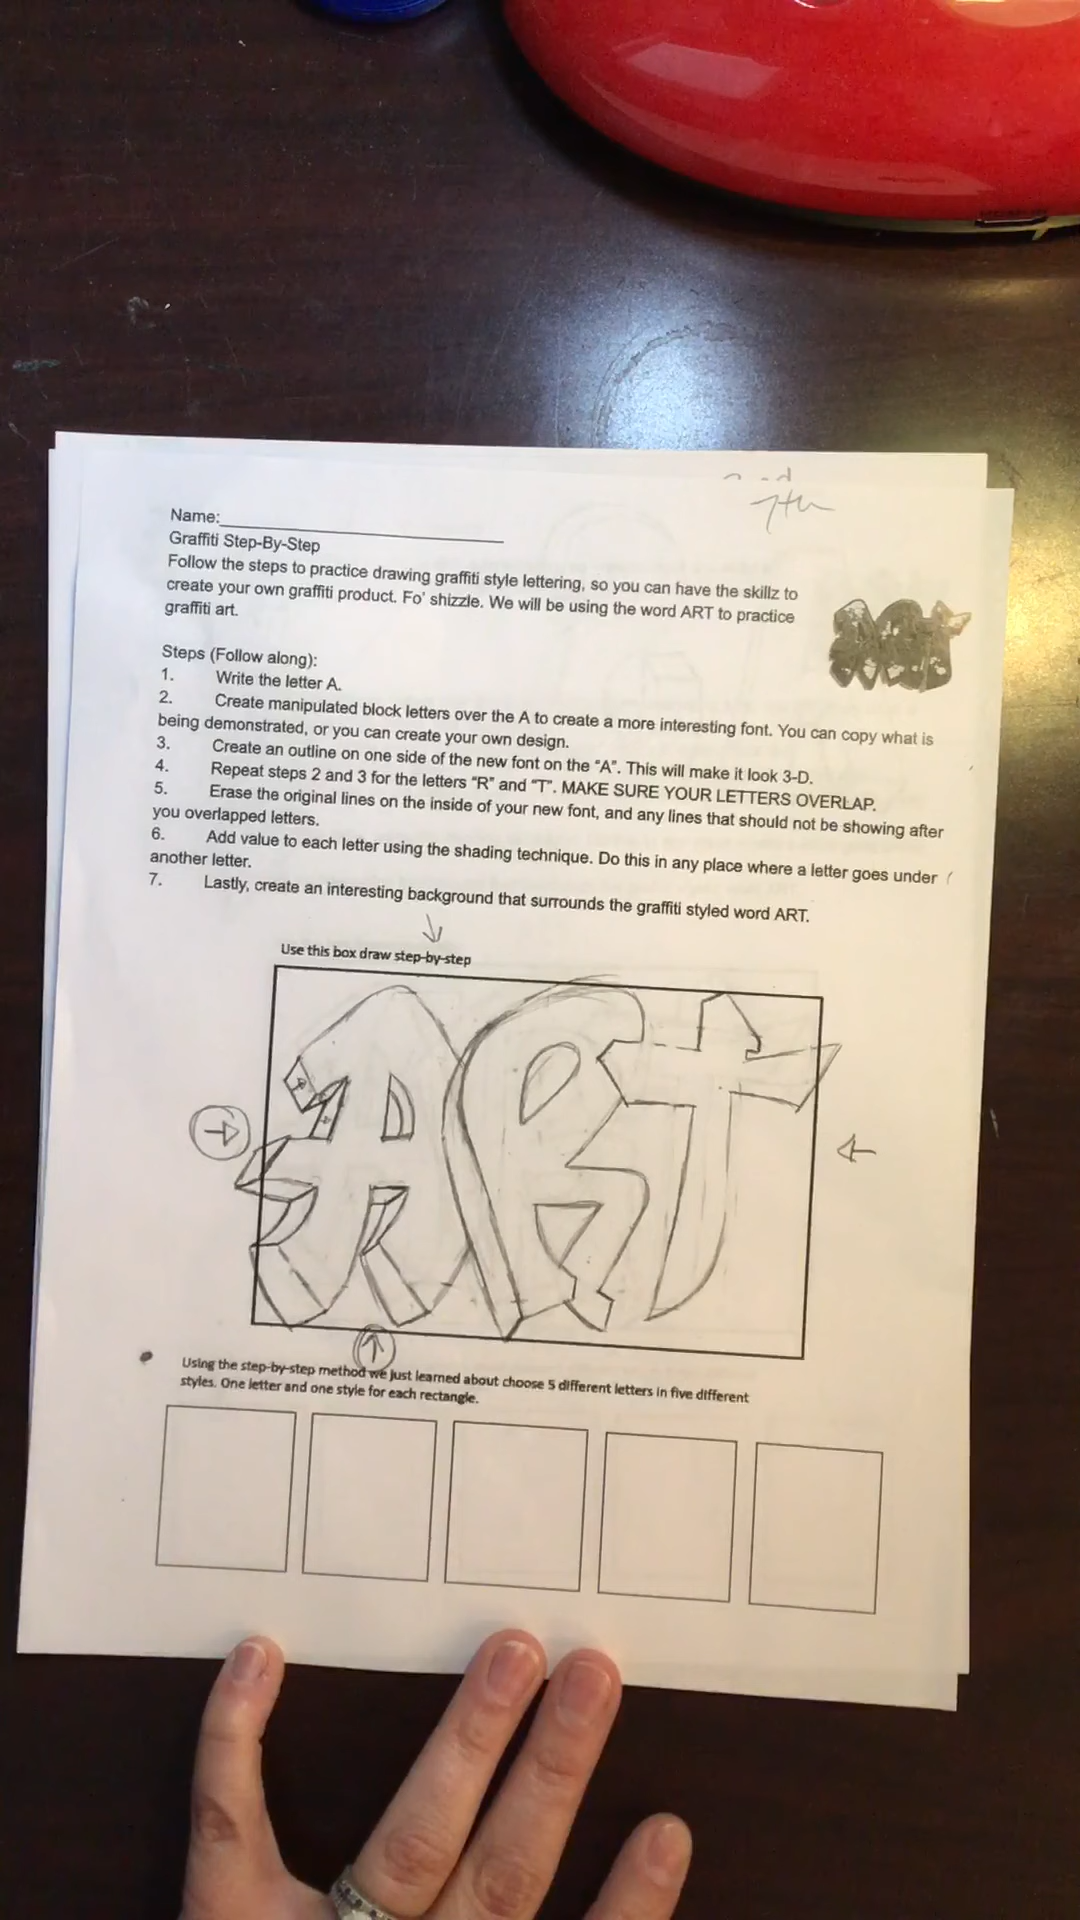 7th
Name:
Graffiti Step-By-Step
Follow the steps to practice drawing graffiti style lettering, so you can have the skillz to
create your own graffiti product. Fo' shizzle. We will be using the word ART to practice
graffiti art.
Steps (Follow along):
1. Write the letter A.
2. Create manipulated block letters over the A to create a more interesting font. You can copy what is
being demonstrated, or you can create your own design.
3. Create an outline on one side of the new font on the "A". This will make it look 3-D.
4. Repeat steps 2 and 3 for the letters "R" and "T". MAKE SURE YOUR LETTERS OVERLAP.
5. Erase the original lines on the inside of your new font, and any lines that should not be showing after
you overlapped letters.
6. Add value to each letter using the shading technique. Do this in any place where a letter goes under
another letter.
7. Lastly, create an interesting background that surrounds the graffiti styled word ART.
Use this box draw step-by-step
ARt
Using the step-by-step method we just learned about choose 5 different letters in five different
styles. One letter and one style for each rectangle.